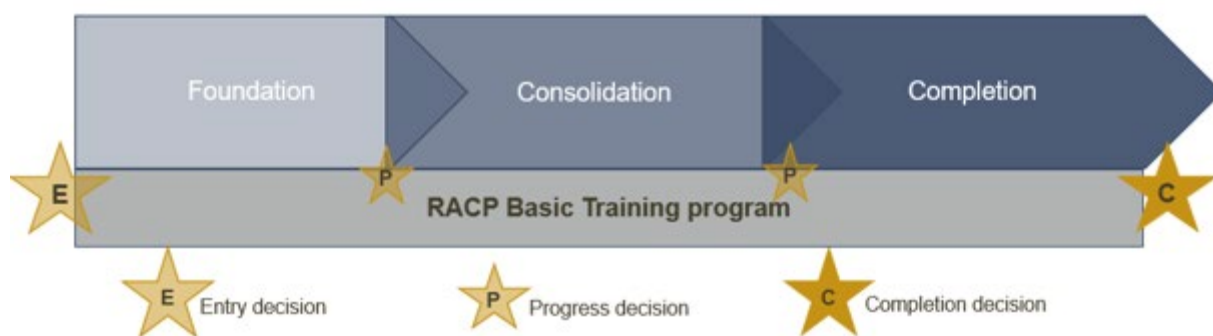 Foundation
Consolidation
Completion
E
P
P
C
RACP Basic Training program
E Entry decision
P Progress decision
C Completion decision